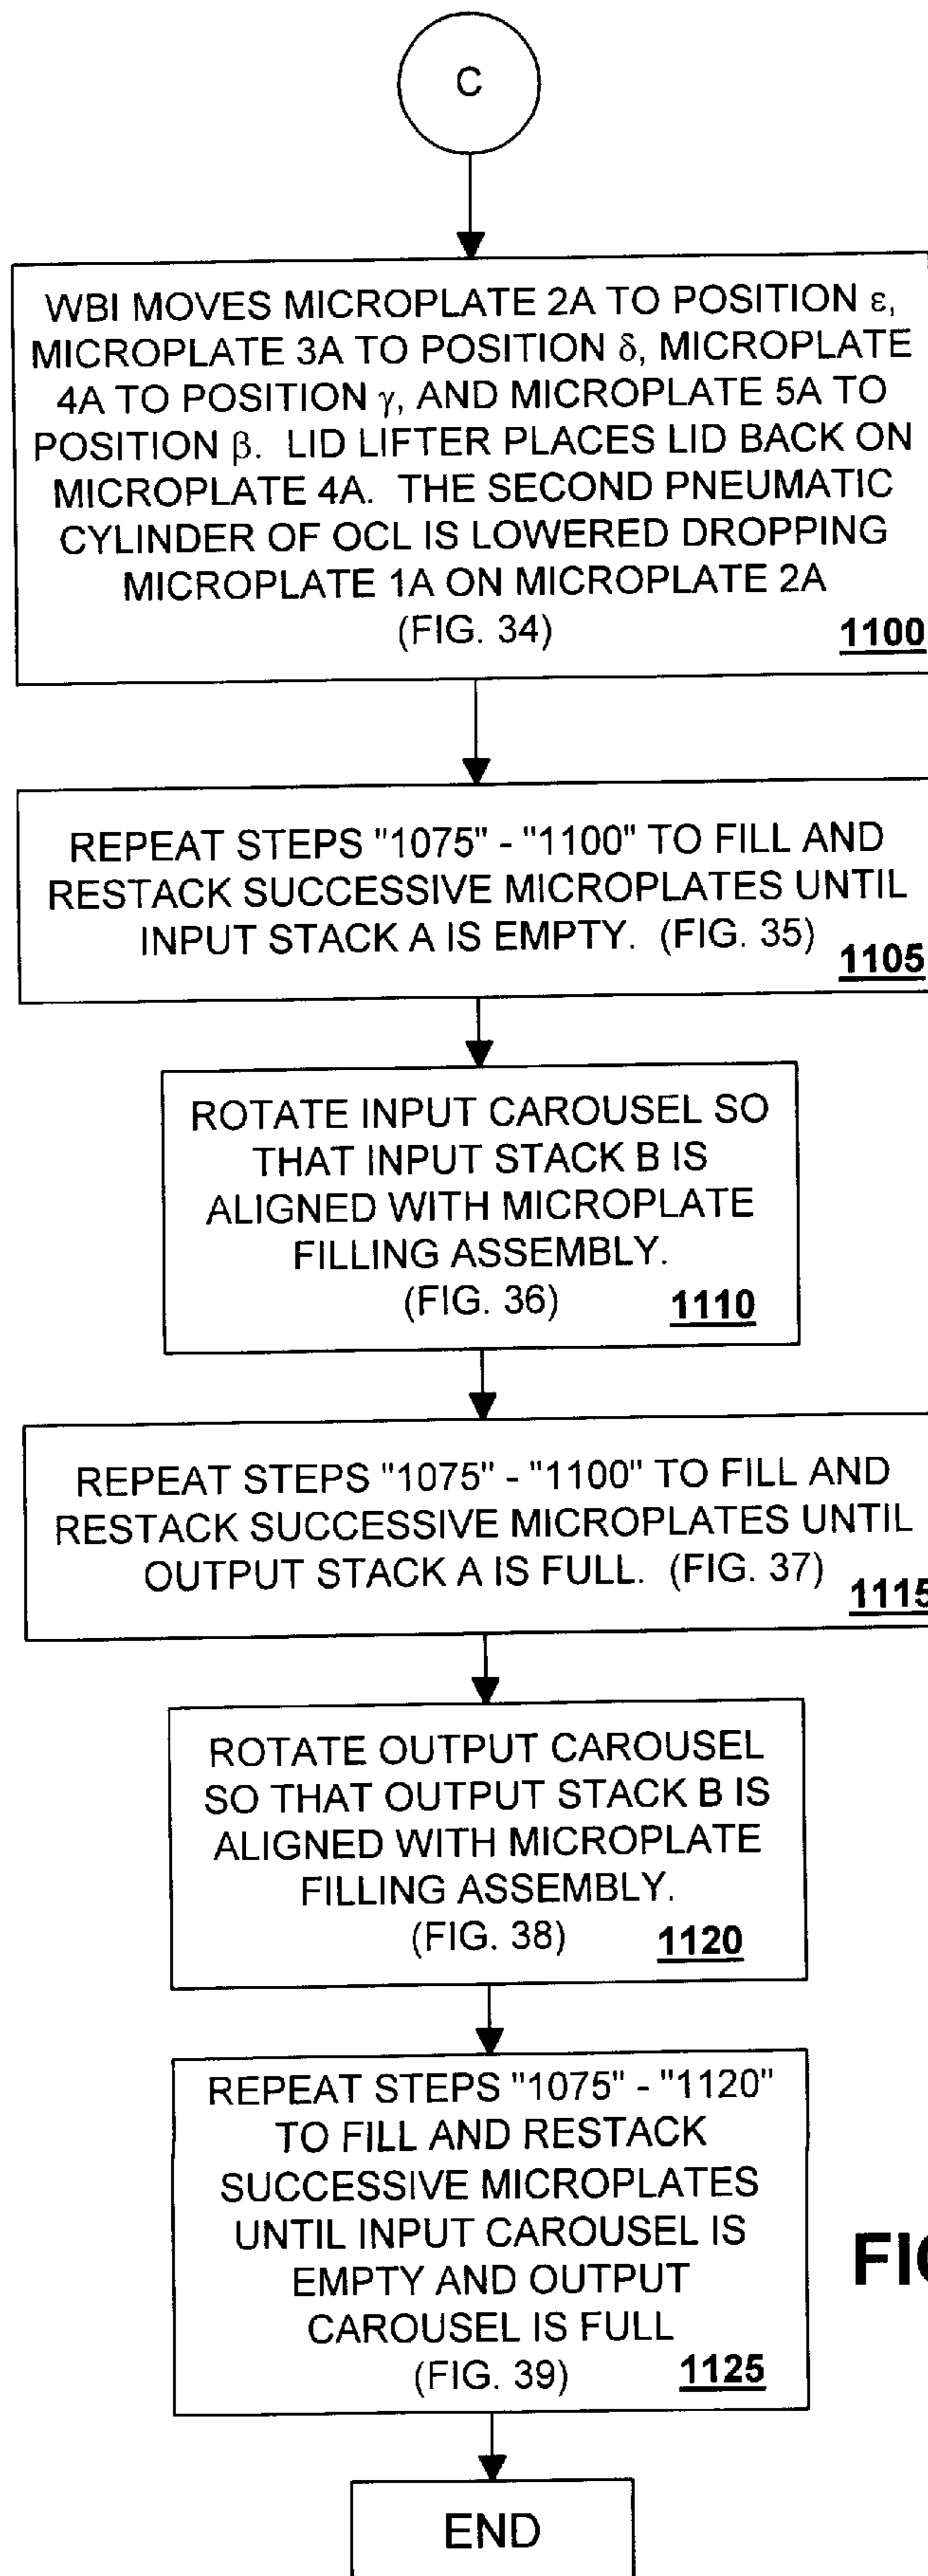 C
WBI MOVES MICROPLATE 2A TO POSITION ε,
MICROPLATE 3A TO POSITION δ, MICROPLATE
4A TO POSITION γ, AND MICROPLATE 5A TO
POSITION β. LID LIFTER PLACES LID BACK ON
MICROPLATE 4A. THE SECOND PNEUMATIC
CYLINDER OF OCL IS LOWERED DROPPING
MICROPLATE 1A ON MICROPLATE 2A
(FIG. 34) 1100
REPEAT STEPS "1075" - "1100" TO FILL AND
RESTACK SUCCESSIVE MICROPLATES UNTIL
INPUT STACK A IS EMPTY. (FIG. 35) 1105
ROTATE INPUT CAROUSEL SO
THAT INPUT STACK B IS
ALIGNED WITH MICROPLATE
FILLING ASSEMBLY.
(FIG. 36) 1110
REPEAT STEPS "1075" - "1100" TO FILL AND
RESTACK SUCCESSIVE MICROPLATES UNTIL
OUTPUT STACK A IS FULL. (FIG. 37) 1115
ROTATE OUTPUT CAROUSEL
SO THAT OUTPUT STACK B IS
ALIGNED WITH MICROPLATE
FILLING ASSEMBLY.
(FIG. 38) 1120
REPEAT STEPS "1075" - "1120"
TO FILL AND RESTACK
SUCCESSIVE MICROPLATES
UNTIL INPUT CAROUSEL IS
EMPTY AND OUTPUT
CAROUSEL IS FULL
(FIG. 39) 1125
END